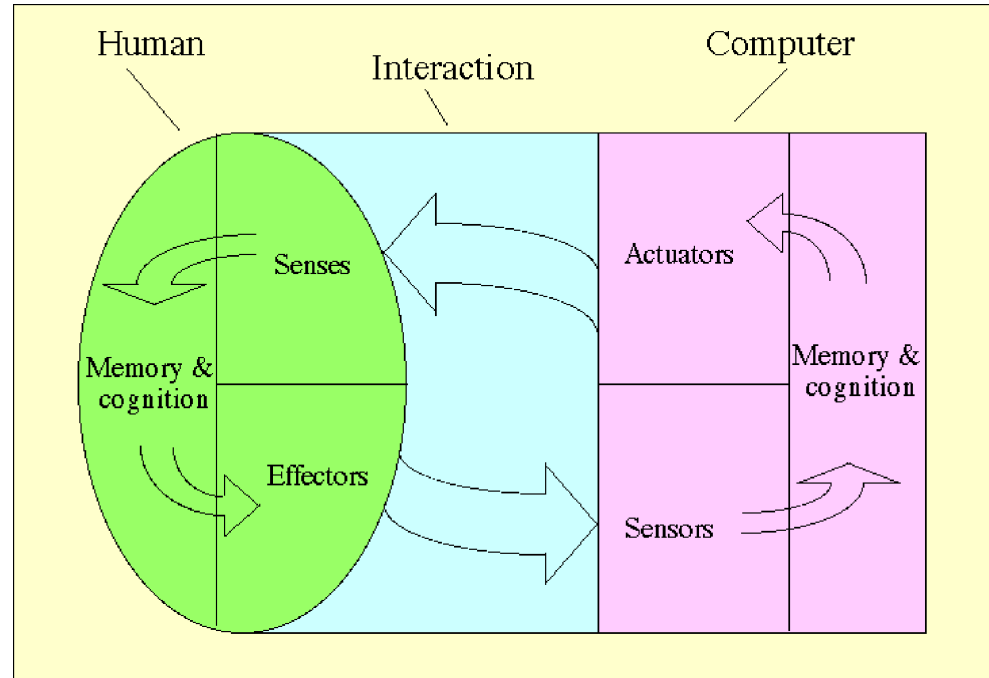 Human
Interaction
Computer
Senses
Actuators
Memory &
cognition
Memory &
cognition
Effectors
Sensors